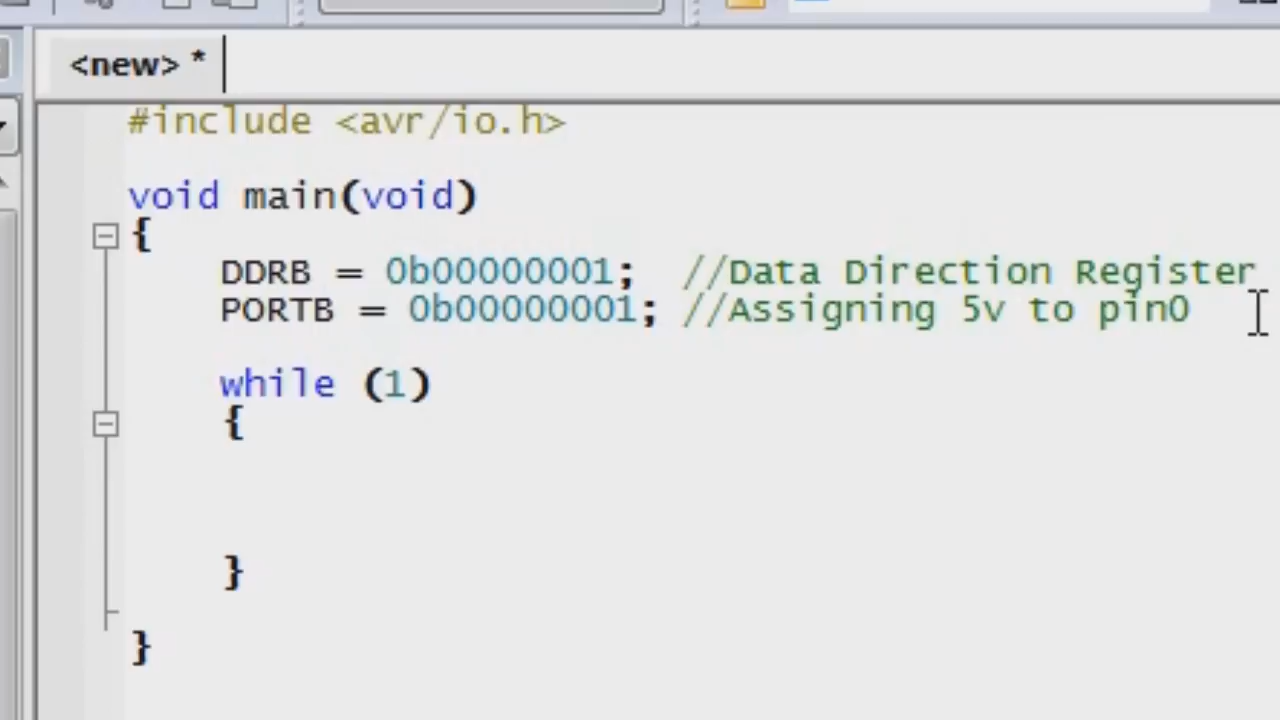 <new> *
#include <avr/io.h>
void main(void)
{
DDRB = 0b00000001; //Data Direction Register
PORTB = 0b00000001; //Assigning 5v to pin0
while (1)
{
}
}